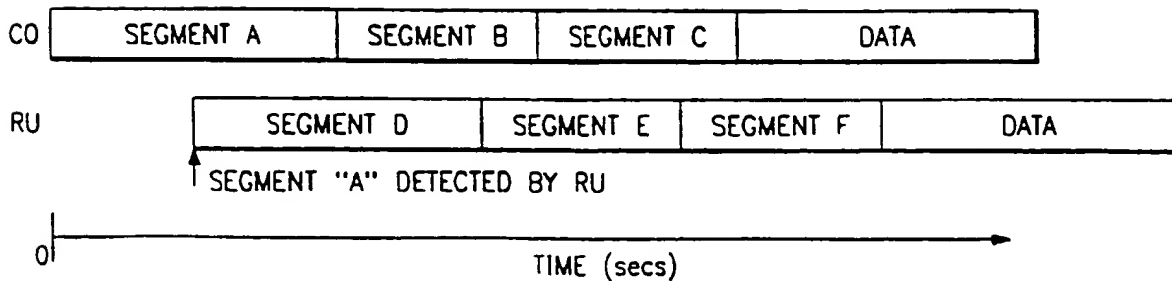 CO SEGMENT A SEGMENT B SEGMENT C DATA
RU SEGMENT D SEGMENT E SEGMENT F DATA
SEGMENT "A" DETECTED BY RU
0
TIME (secs)